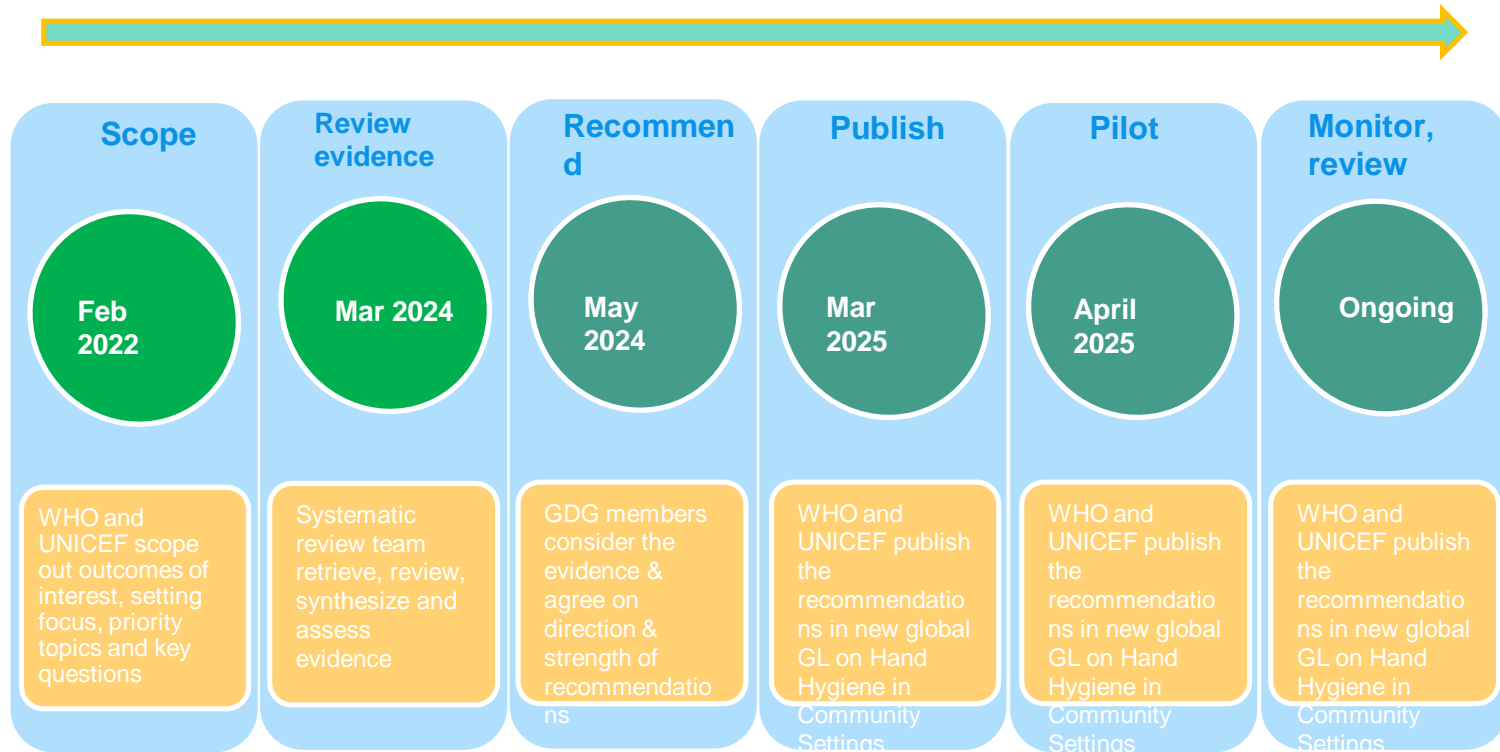 Scope
Feb
2022
WHO and
UNICEF scope
out outcomes of
interest, setting
focus, priority
topics and key
questions
Review
evidence
Mar 2024
Systematic
review team
retrieve, review,
synthesize and
assess
evidence
Recommen
d
May
2024
GDG members
consider the
evidence &
agree on
direction &
strength of
recommendatio
ns
Publish
Mar
2025
WHO and
UNICEF publish
the
recommendatio
ns in new global
GL on Hand
Hygiene in
Community
Settings
Pilot
April
2025
WHO and
UNICEF publish
the
recommendatio
ns in new global
GL on Hand
Hygiene in
Community
Settings
Monitor,
review
Ongoing
WHO and
UNICEF publish
the
recommendatio
ns in new global
GL on Hand
Hygiene in
Community
Settings